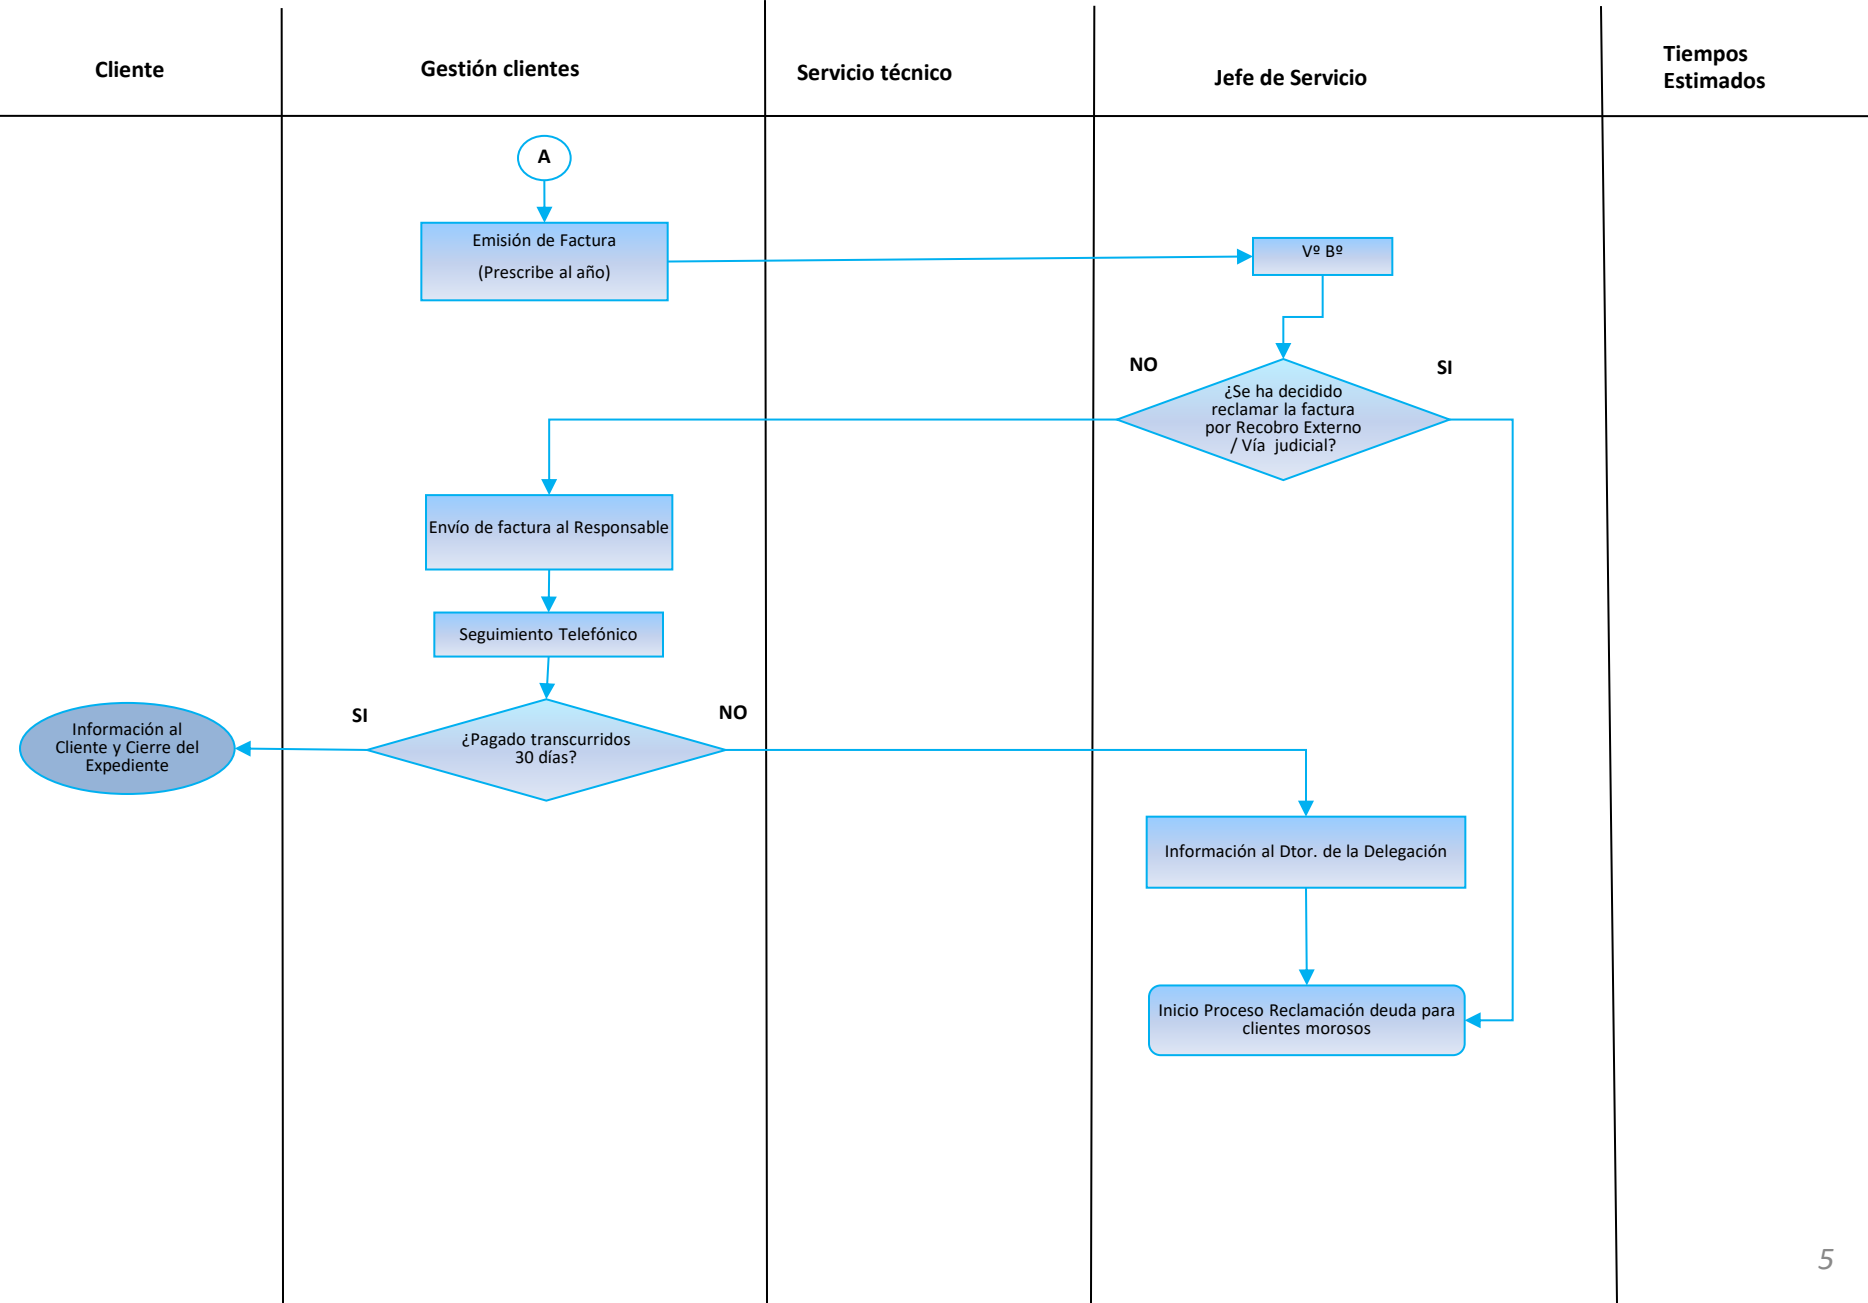 Cliente
Gestión clientes
Servicio técnico
Jefe de Servicio
Tiempos
Estimados
A
Emisión de Factura
(Prescribe al año)
Vº Bº
NO
SI
¿Se ha decidido
reclamar la factura
por Recobro Externo
/ Vía judicial?
Envío de factura al Responsable
Seguimiento Telefónico
SI
NO
¿Pagado transcurridos
30 días?
Información al
Cliente y Cierre del
Expediente
Información al Dtor. de la Delegación
Inicio Proceso Reclamación deuda para
clientes morosos
5